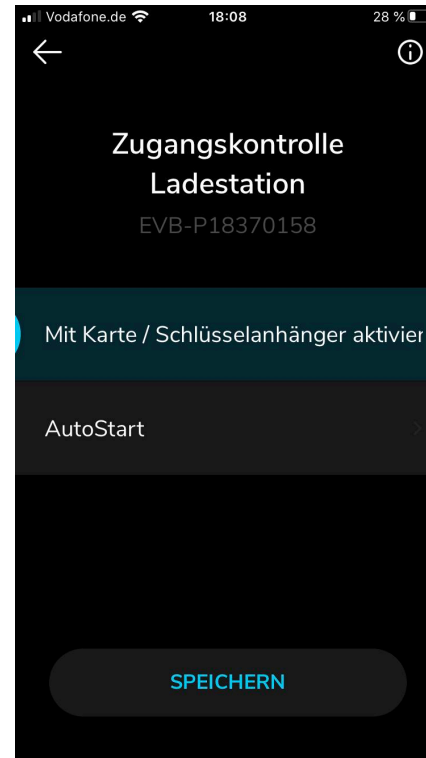 Vodafone.de 18:08 28 %
Zugangskontrolle
Ladestation
EVB-P18370158
Mit Karte / Schlüsselanhänger aktivier
AutoStart
SPEICHERN